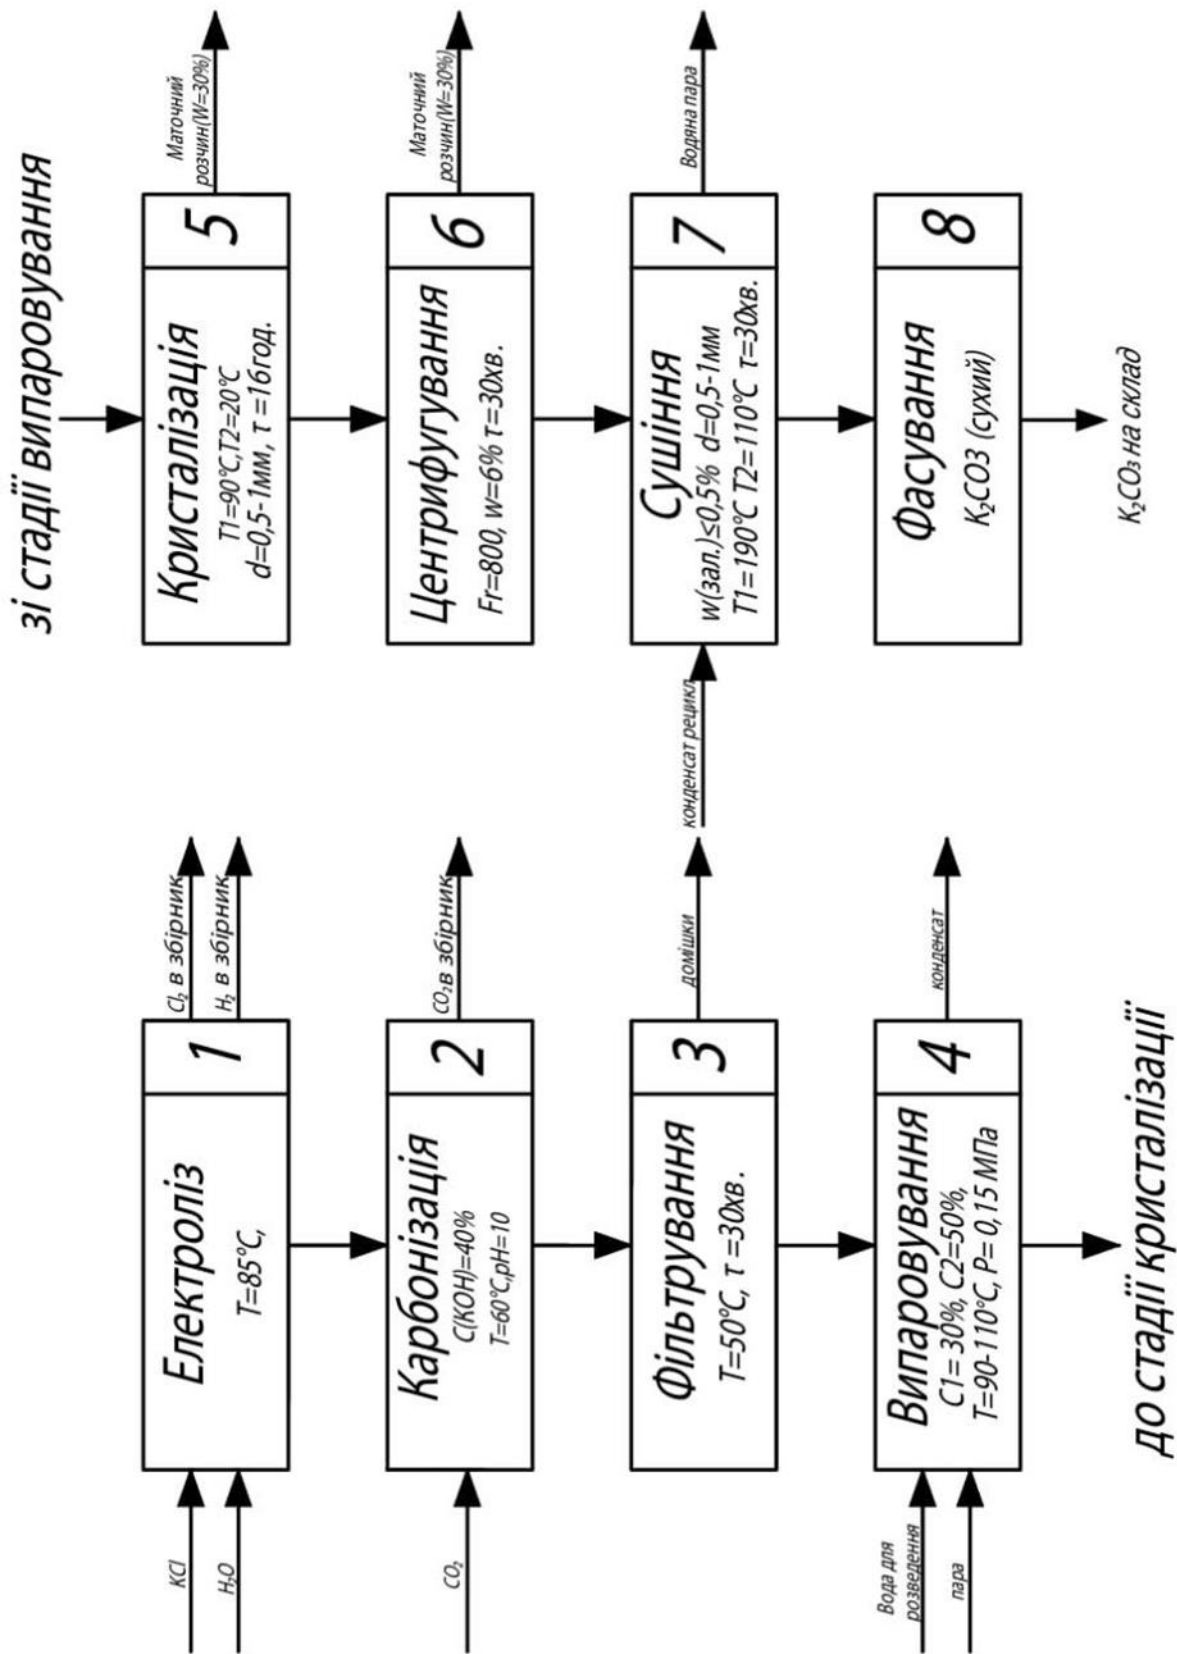 KCl
H₂O
Електроліз
T=85°C,
1
Cl₂ в збірник
H₂ в збірник
CO₂
Карбонізація
C(KOH)=40%
T=60°C,pH=10
2
CO₂ в збірник
Фільтрування
T=50°C, τ=30хв.
3
домішки
Вода для
розведення
пара
Випаровування
C1= 30%, C2=50%,
T=90-110°C, P= 0,15 МПа
4
конденсат
до стадії кристалізації
зі стадії випаровування
Кристалізація
T1=90°C,T2=20°C
d=0,5-1мм, τ =16год.
5
Маточний
розчин(W=30%)
Центрифугування
Fr=800, w=6% τ=30хв.
6
Маточний
розчин(W=30%)
конденсат рецикл
Сушіння
w(зал.)≤0,5% d=0,5-1мм
T1=190°C T2=110°C τ=30хв.
7
Водяна пара
Фасування
K₂CO3 (сухий)
8
K₂CO₃ на склад